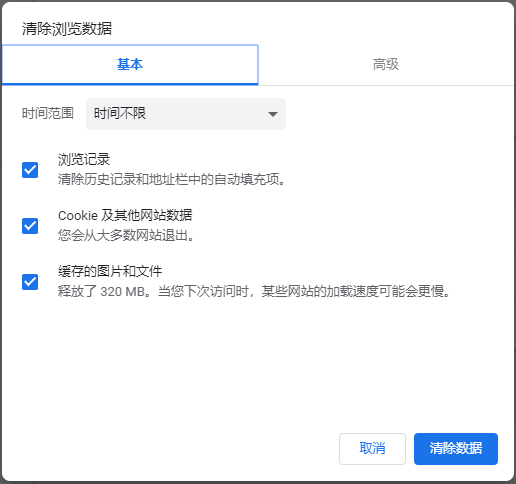 清除浏览数据
基本
高级
时间范围 时间不限
浏览记录
清除历史记录和地址栏中的自动填充项。
Cookie 及其他网站数据
您会从大多数网站退出。
缓存的图片和文件
释放了 320 MB。当您下次访问时，某些网站的加载速度可能会更慢。
取消
清除数据